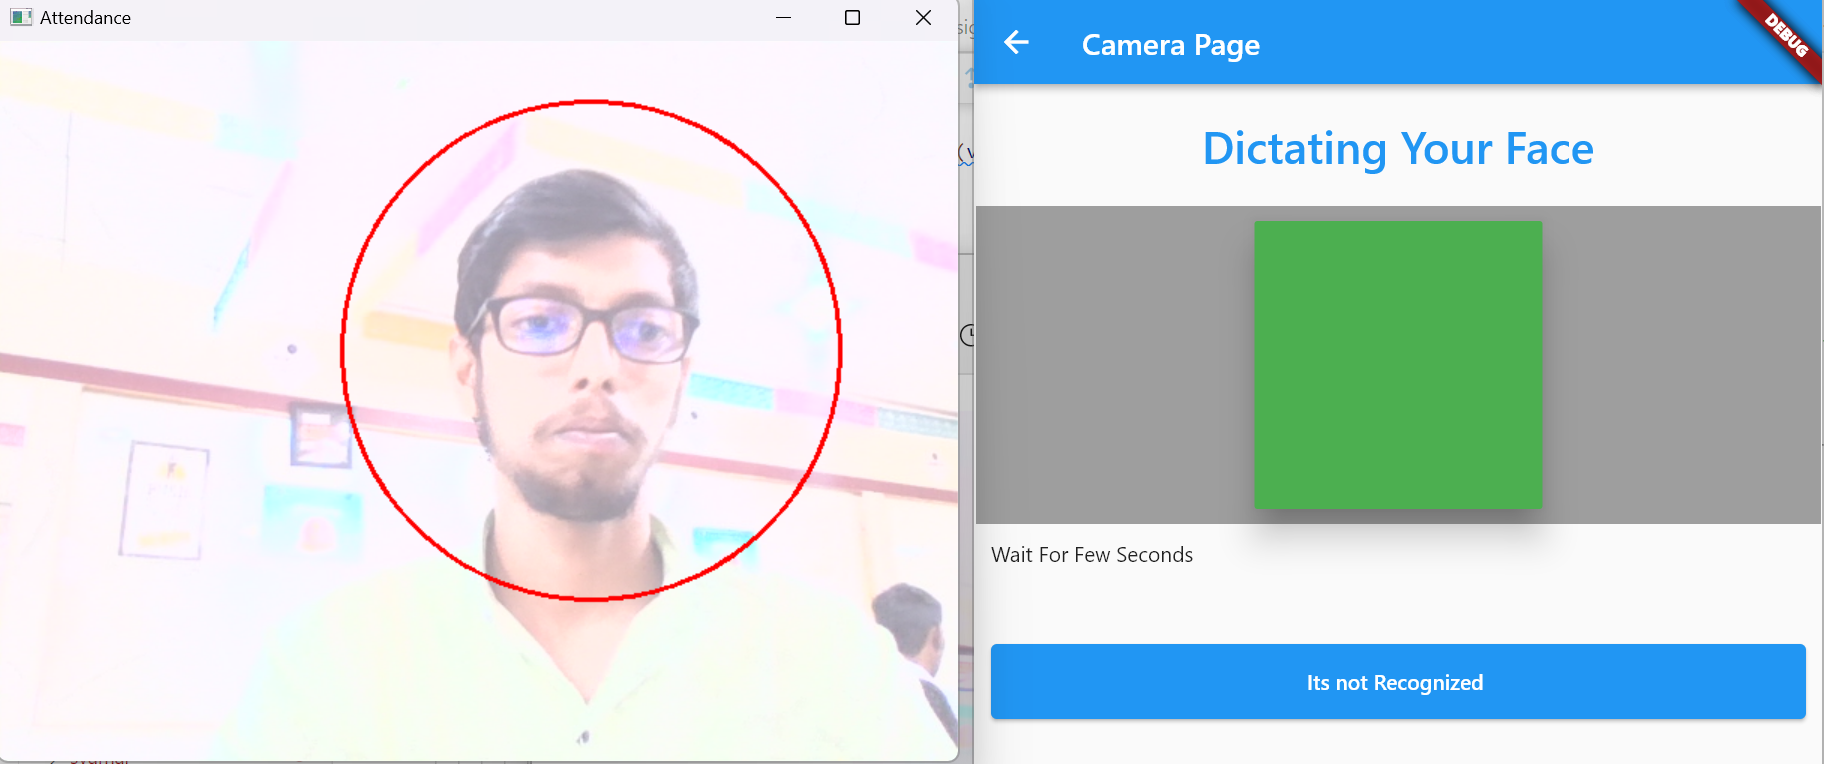 Attendance
Camera Page
DEBUG
Dictating Your Face
Wait For Few Seconds
Its not Recognized